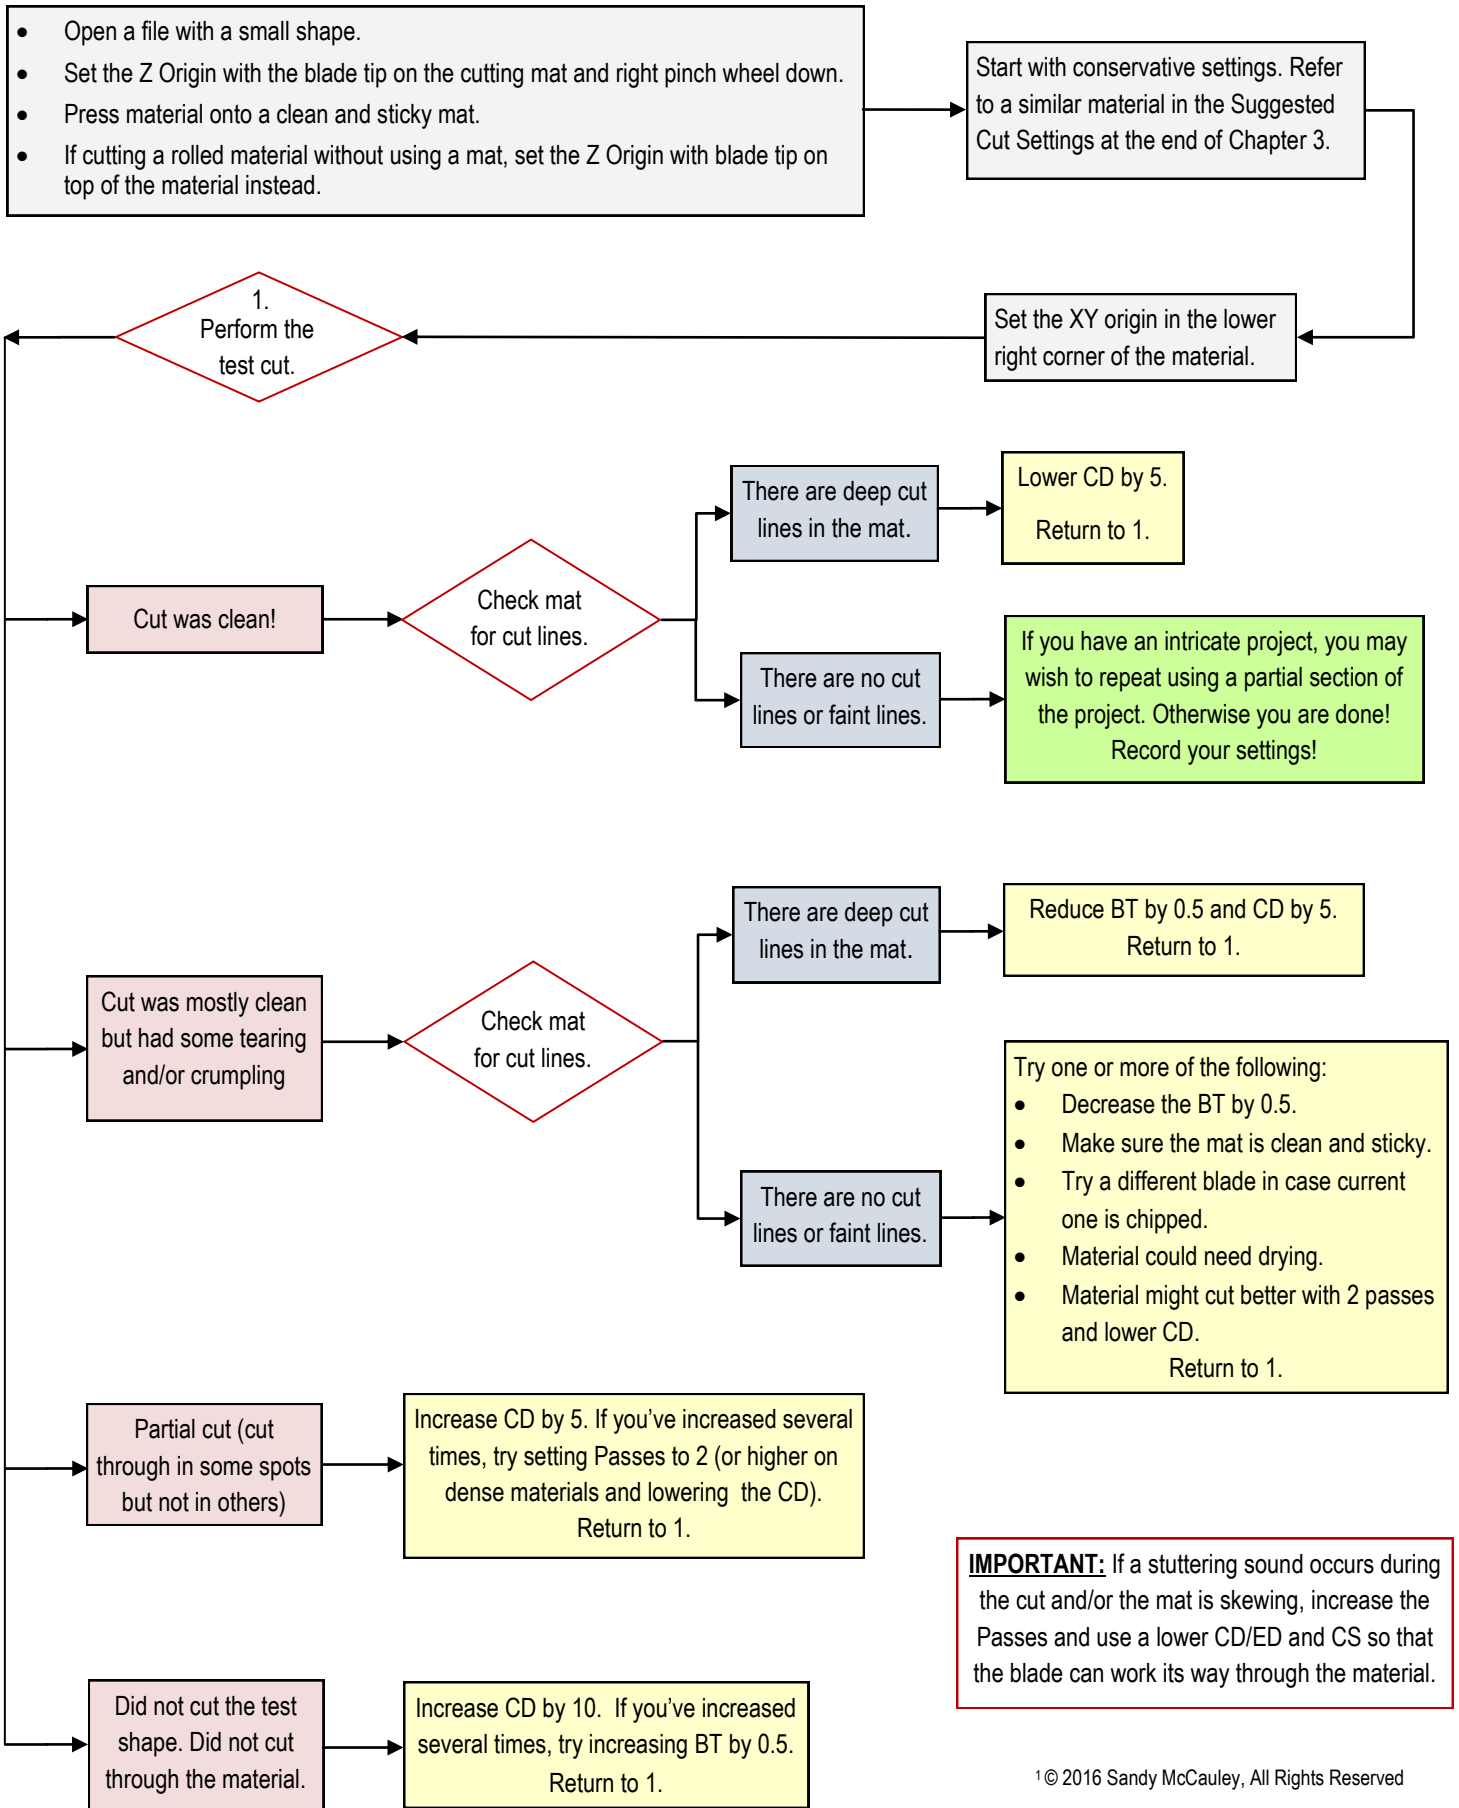 • Open a file with a small shape.
• Set the Z Origin with the blade tip on the cutting mat and right pinch wheel down.
• Press material onto a clean and sticky mat.
• If cutting a rolled material without using a mat, set the Z Origin with blade tip on
top of the material instead.
Start with conservative settings. Refer
to a similar material in the Suggested
Cut Settings at the end of Chapter 3.
Set the XY origin in the lower
right corner of the material.
1.
Perform the
test cut.
Cut was clean!
Check mat
for cut lines.
There are deep cut
lines in the mat.
Lower CD by 5.
Return to 1.
There are no cut
lines or faint lines.
If you have an intricate project, you may
wish to repeat using a partial section of
the project. Otherwise you are done!
Record your settings!
Cut was mostly clean
but had some tearing
and/or crumpling
Check mat
for cut lines.
There are deep cut
lines in the mat.
Reduce BT by 0.5 and CD by 5.
Return to 1.
There are no cut
lines or faint lines.
Try one or more of the following:
• Decrease the BT by 0.5.
• Make sure the mat is clean and sticky.
• Try a different blade in case current
one is chipped.
• Material could need drying.
• Material might cut better with 2 passes
and lower CD.
Return to 1.
Partial cut (cut
through in some spots
but not in others)
Increase CD by 5. If you've increased several
times, try setting Passes to 2 (or higher on
dense materials and lowering the CD).
Return to 1.
IMPORTANT: If a stuttering sound occurs during
the cut and/or the mat is skewing, increase the
Passes and use a lower CD/ED and CS so that
the blade can work its way through the material.
Did not cut the test
shape. Did not cut
through the material.
Increase CD by 10. If you've increased
several times, try increasing BT by 0.5.
Return to 1.
1 © 2016 Sandy McCauley, All Rights Reserved